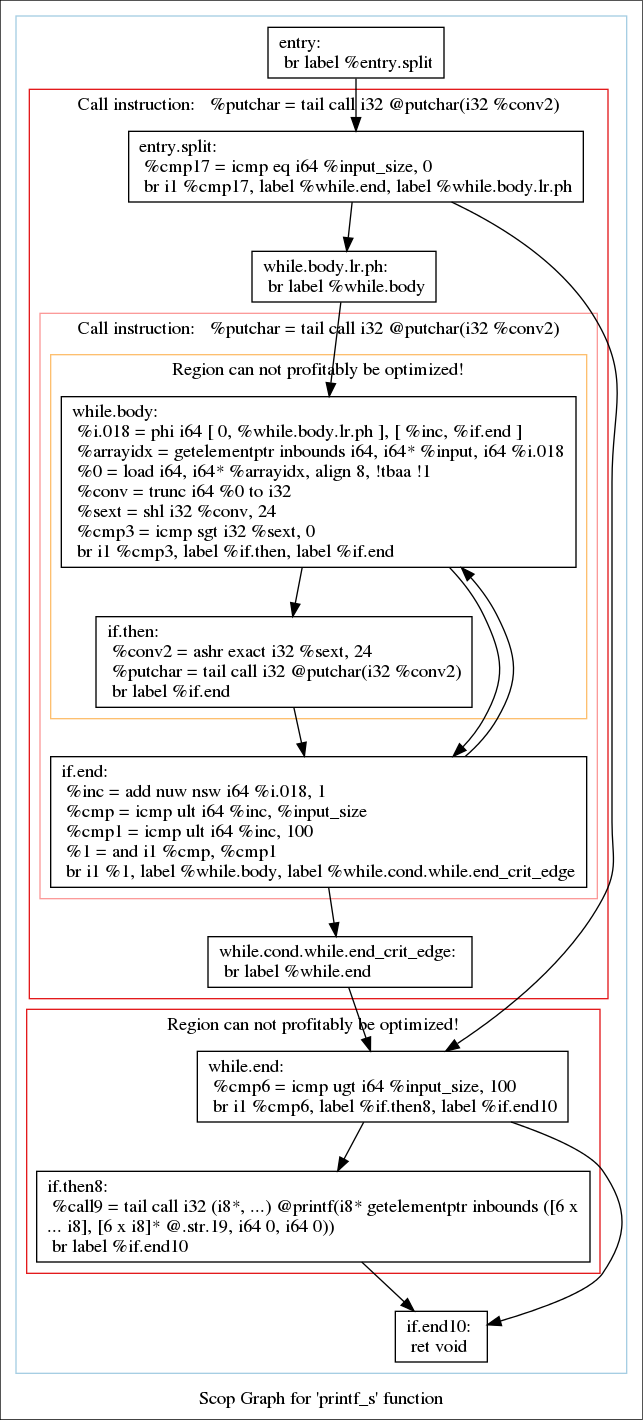 entry:
br label %entry.split
Call instruction: %putchar = tail call i32 @putchar(i32 %conv2)
entry.split:
%cmp17 = icmp eq i64 %input_size, 0
br i1 %cmp17, label %while.end, label %while.body.lr.ph
while.body.lr.ph:
br label %while.body
Call instruction: %putchar = tail call i32 @putchar(i32 %conv2)
Region can not profitably be optimized!
while.body:
%i.018 = phi i64 [ 0, %while.body.lr.ph ], [ %inc, %if.end ]
%arrayidx = getelementptr inbounds i64, i64* %input, i64 %i.018
%0 = load i64, i64* %arrayidx, align 8, !tbaa !1
%conv = trunc i64 %0 to i32
%sext = shl i32 %conv, 24
%cmp3 = icmp sgt i32 %sext, 0
br i1 %cmp3, label %if.then, label %if.end
if.then:
%conv2 = ashr exact i32 %sext, 24
%putchar = tail call i32 @putchar(i32 %conv2)
br label %if.end
if.end:
%inc = add nuw nsw i64 %i.018, 1
%cmp = icmp ult i64 %inc, %input_size
%cmp1 = icmp ult i64 %inc, 100
%1 = and i1 %cmp, %cmp1
br i1 %1, label %while.body, label %while.cond.while.end_crit_edge
while.cond.while.end_crit_edge:
br label %while.end
Region can not profitably be optimized!
while.end:
%cmp6 = icmp ugt i64 %input_size, 100
br i1 %cmp6, label %if.then8, label %if.end10
if.then8:
%call9 = tail call i32 (i8*, ...) @printf(i8* getelementptr inbounds ([6 x
... i8], [6 x i8]* @.str.19, i64 0, i64 0))
br label %if.end10
if.end10:
ret void
Scop Graph for 'printf_s' function